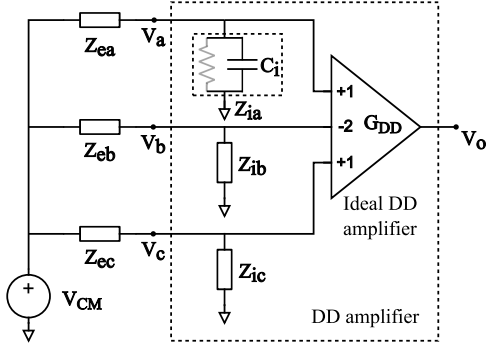 Zea
Va
Ci
Zia
+1
-2
GDD
+1
Vo
Zeb
Vb
Zib
Ideal DD
amplifier
Zec
Vc
Zic
+
VCM
DD amplifier